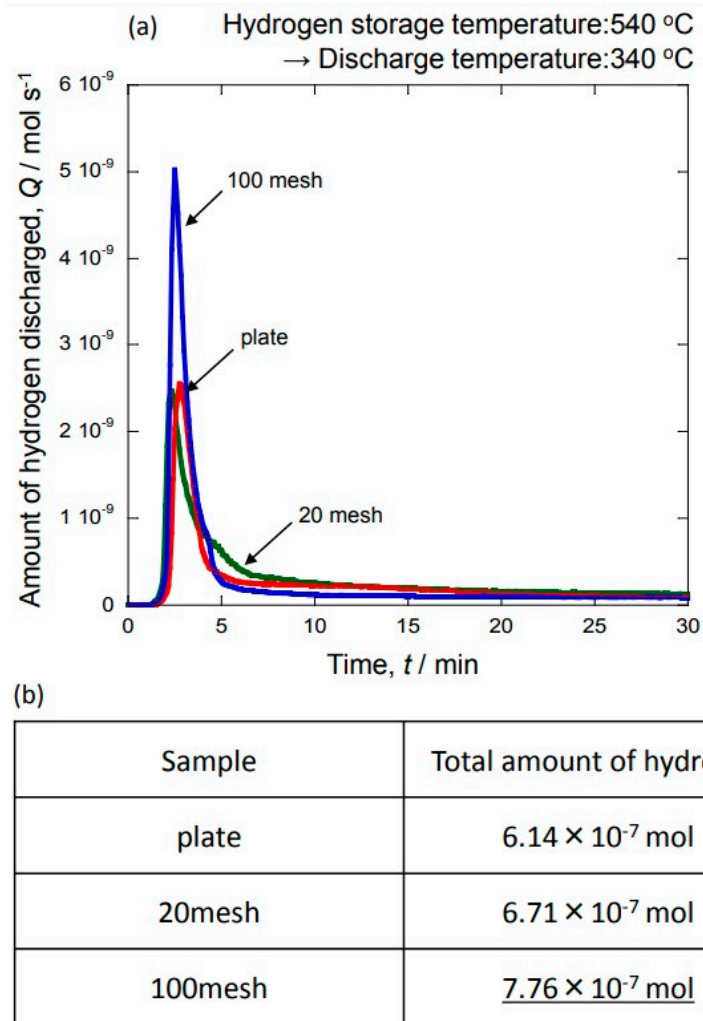 (a) Hydrogen storage temperature:540 °C
→ Discharge temperature:340 °C
Amount of hydrogen discharged, Q / mol s-1
6 10-9
5 10-9
4 10-9
3 10-9
2 10-9
1 10-9
0
100 mesh
plate
20 mesh
0 5 10 15 20 25 30
Time, t / min
(b)
Sample Total amount of
plate 6.14 × 10-7 mol
20mesh 6.71 × 10-7 mol
100mesh 7.76 × 10-7 mol